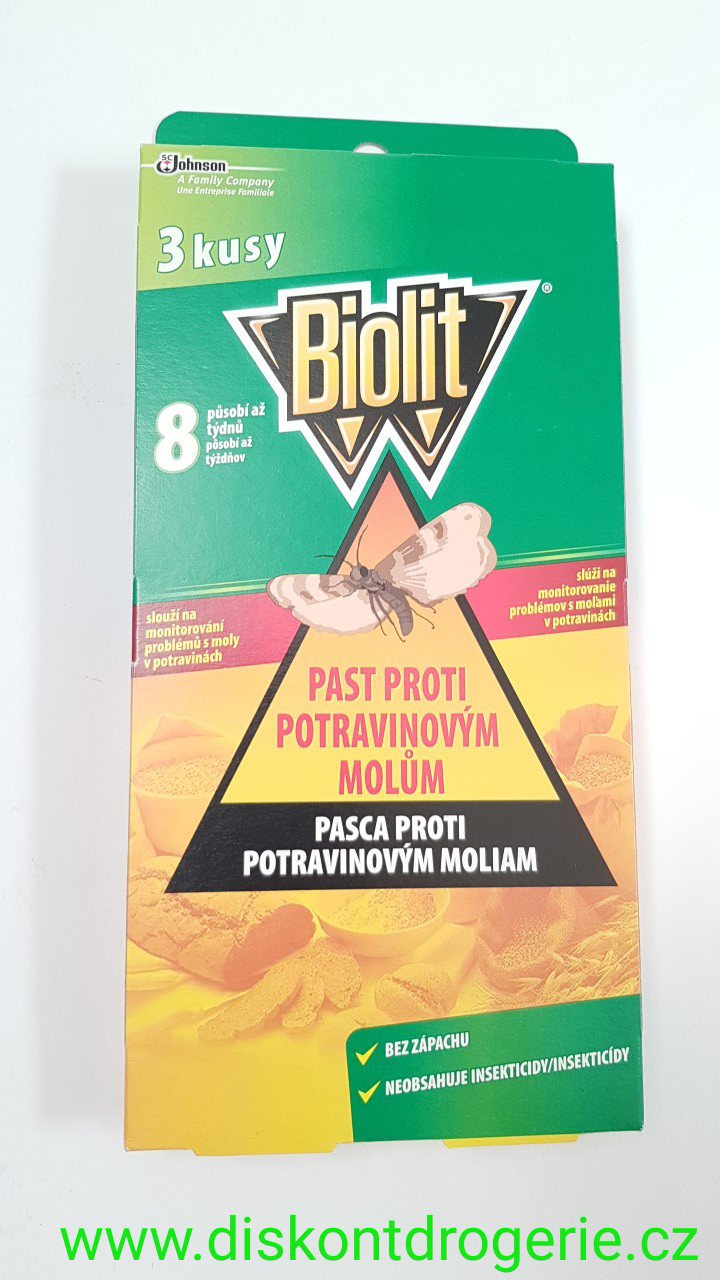 SC
Johnson
A Family Company
Une Entreprise Familiale
3 kusy
Biolit®
8
působí až
týdnů
pôsobí až
týždňov
slouží na
monitorování
problémů s moly
v potravinách
slúži na
monitorovanie
problémov s moľami
v potravinách
PAST PROTI
POTRAVINOVÝM
MOLŮM
PASCA PROTI
POTRAVINOVÝM MOLIAM
BEZ ZÁPACHU
NEOBSAHUJE INSEKTICIDY/INSEKTICÍDY
www.diskontdrogerie.cz